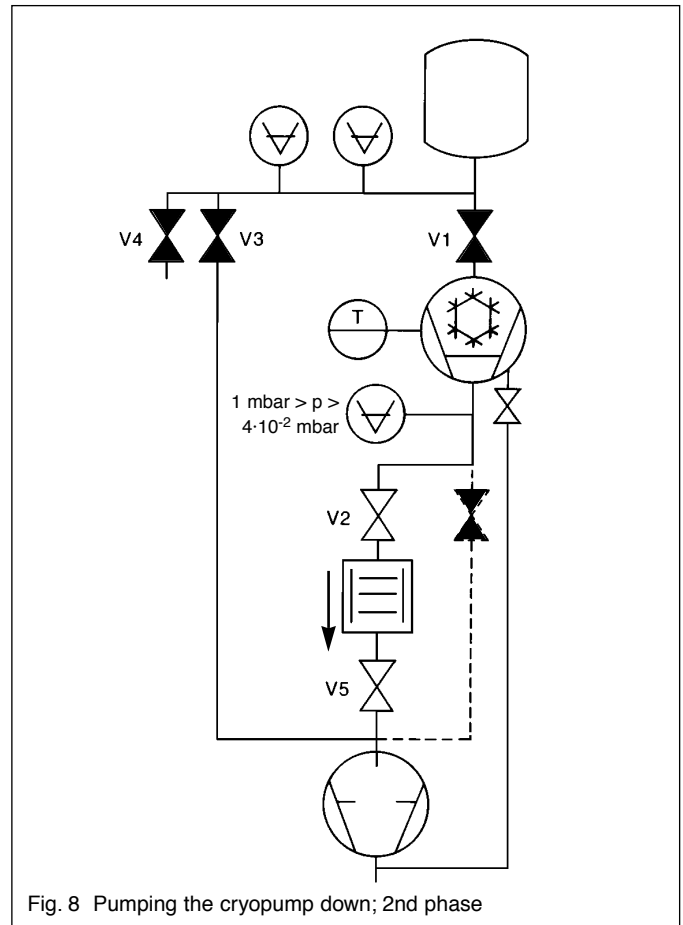 V4
V3
V1
T
1 mbar > p >
4·10⁻² mbar
V2
V5
Fig. 8 Pumping the cryopump down; 2nd phase